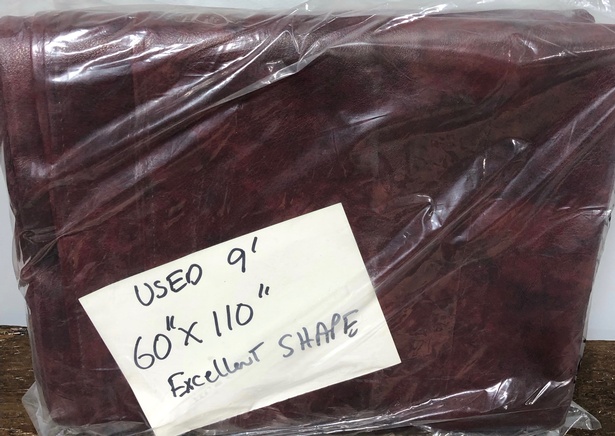 USED 9'
60" X 110"
Excellent SHAPE